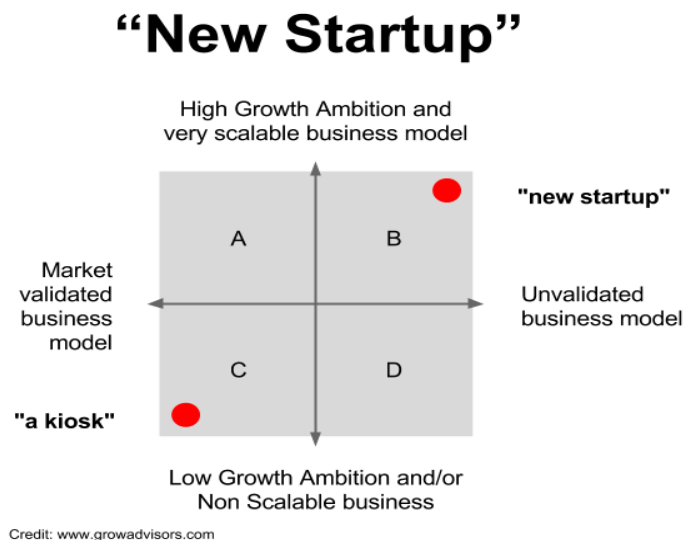 “New Startup”
High Growth Ambition and
very scalable business model
"new startup"
A
B
Market
validated
business
model
Unvalidated
business model
C
D
"a kiosk"
Low Growth Ambition and/or
Non Scalable business
Credit: www.growadvisors.com